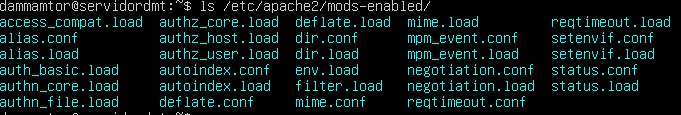 dammamtor@servidordmt:~$ ls /etc/apache2/mods-enabled/
access_compat.load authz_core.load deflate.load mime.load reqtimeout.load
alias.conf authz_host.load dir.conf mpm_event.conf setenvif.conf
alias.load authz_user.load dir.load mpm_event.load setenvif.load
auth_basic.load autoindex.conf env.load negotiation.conf status.conf
authn_core.load autoindex.load filter.load negotiation.load status.load
authn_file.load deflate.conf mime.conf reqtimeout.conf